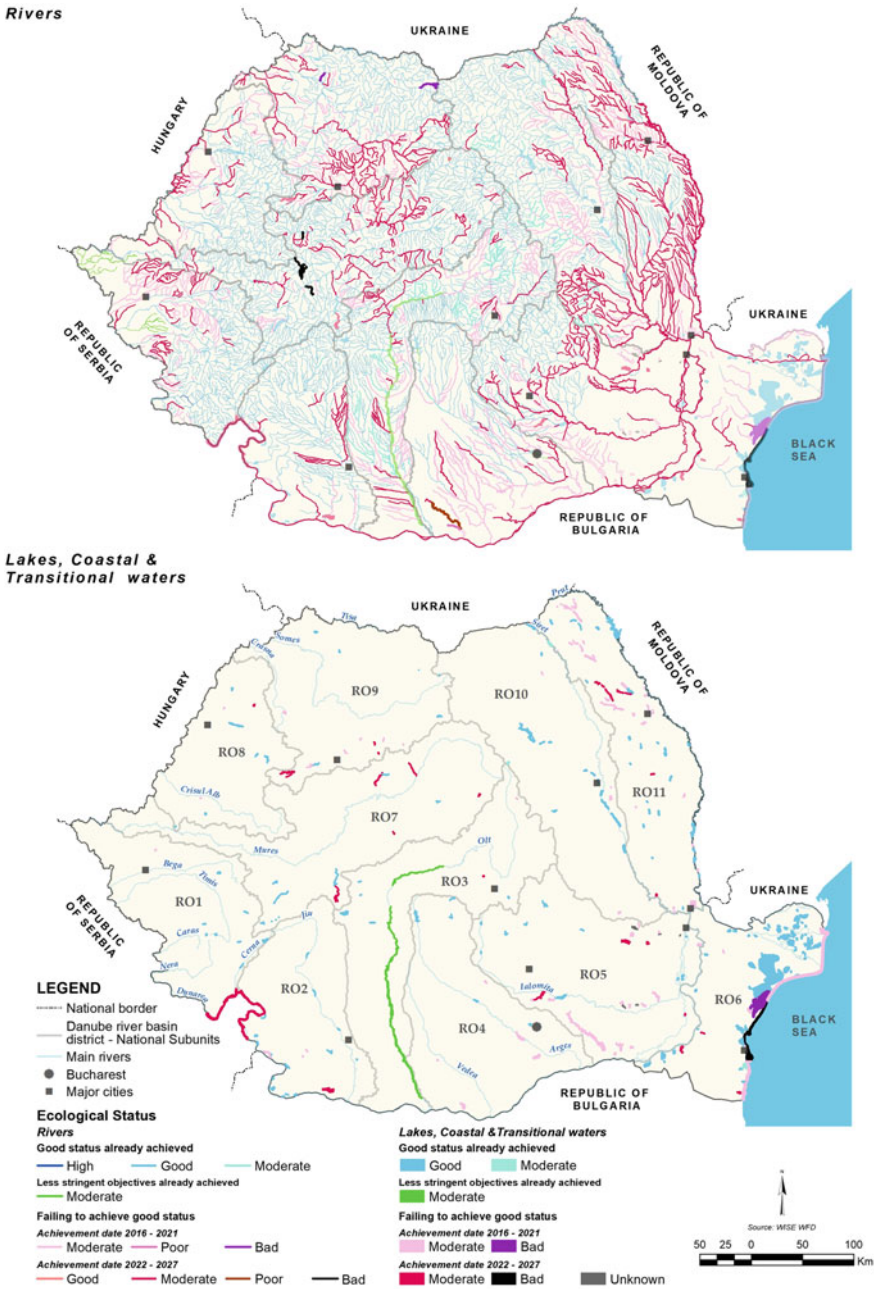 Rivers
UKRAINE
REPUBLIC OF
MOLDOVA
HUNGARY
REPUBLIC
OF SERBIA
UKRAINE
BLACK
SEA
REPUBLIC OF
BULGARIA
Lakes, Coastal &
Transitional waters
UKRAINE
REPUBLIC OF
MOLDOVA
HUNGARY
Prut
Tisa
Siret
Somes
Crasna
RO9
RO10
RO8
RO11
Crisul Alb
RO7
Mures
Olt
RO3
Bega
Timis
RO1
REPUBLIC
OF SERBIA
UKRAINE
Jiu
Caras
Cerna
Nera
RO2
RO5
Ialomita
RO6
Dunarea
BLACK
SEA
RO4
Arges
Vedea
REPUBLIC OF
BULGARIA
LEGEND
National border
Danube river basin
district - National Subunits
Main rivers
Bucharest
Major cities
Ecological Status
Rivers
Good status already achieved
High Good Moderate
Less stringent objectives already achieved
Moderate
Failing to achieve good status
Achievement date 2016 - 2021
Moderate Poor Bad
Achievement date 2022 - 2027
Good Moderate Poor Bad
Lakes, Coastal &Transitional waters
Good status already achieved
Good Moderate
Less stringent objectives already achieved
Moderate
Failing to achieve good status
Achievement date 2016 - 2021
Moderate Bad
Achievement date 2022 - 2027
Moderate Bad Unknown
N
Source: WISE WFD
50 25 0 50 100
Km